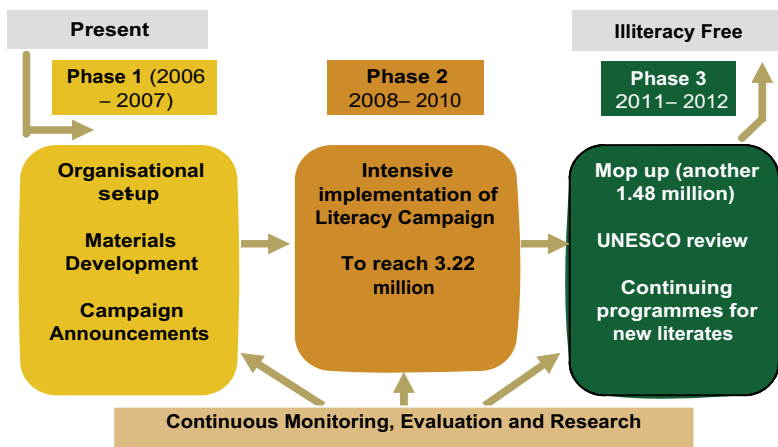 Present
Illiteracy Free
Phase 1 (2006
– 2007)
Phase 2
2008– 2010
Phase 3
2011– 2012
Organisational
set-up
Materials
Development
Campaign
Announcements
Intensive
implementation of
Literacy Campaign
To reach 3.22
million
Mop up (another
1.48 million)
UNESCO review
Continuing
programmes for
new literates
Continuous Monitoring, Evaluation and Research